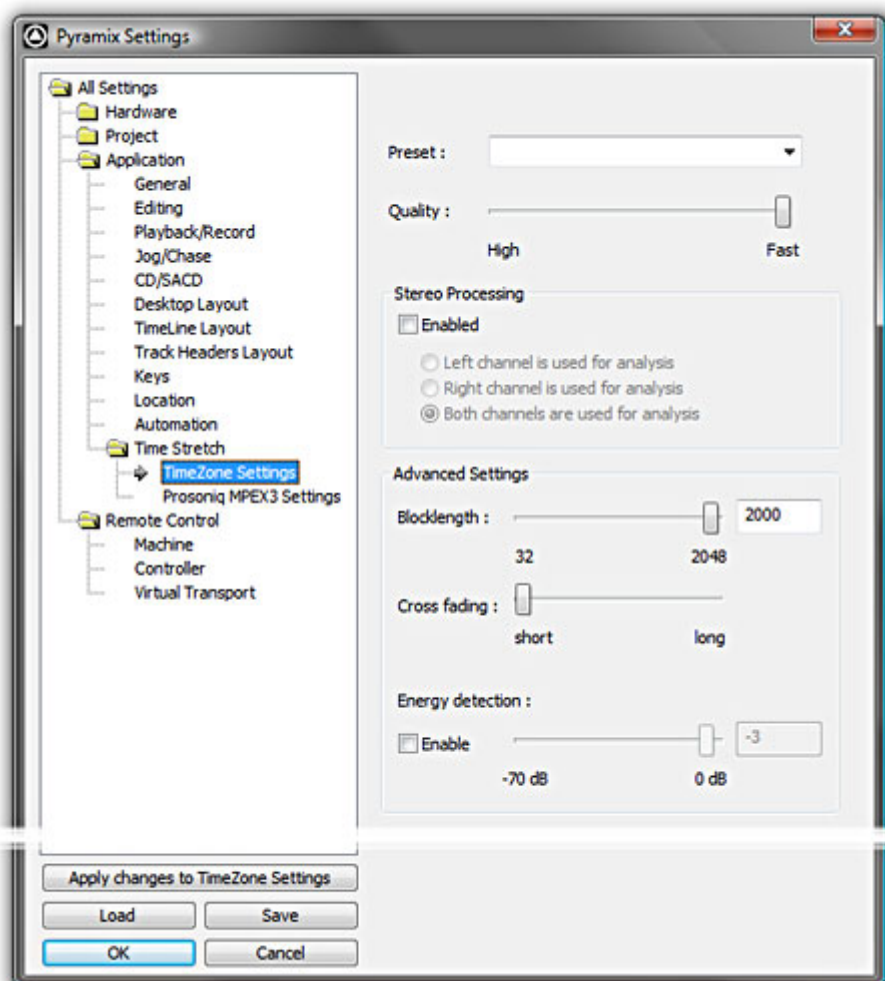 Pyramix Settings
All Settings
Hardware
Project
Application
General
Editing
Playback/Record
Jog/Chase
CD/SACD
Desktop Layout
TimeLine Layout
Track Headers Layout
Keys
Location
Automation
Time Stretch
TimeZone Settings
Prosoniq MPEX3 Settings
Remote Control
Machine
Controller
Virtual Transport
Preset :
Quality :
High Fast
Stereo Processing
Enabled
Left channel is used for analysis
Right channel is used for analysis
Both channels are used for analysis
Advanced Settings
Blocklength : 2000
32 2048
Cross fading :
short long
Energy detection :
Enable -3
-70 dB 0 dB
Apply changes to TimeZone Settings
Load Save
OK Cancel